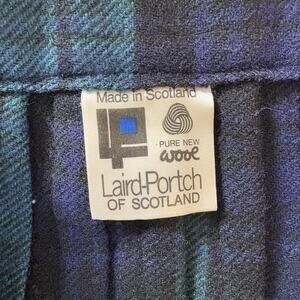 Made in Scotland
PURE NEW
wool
Laird-Portch
OF SCOTLAND